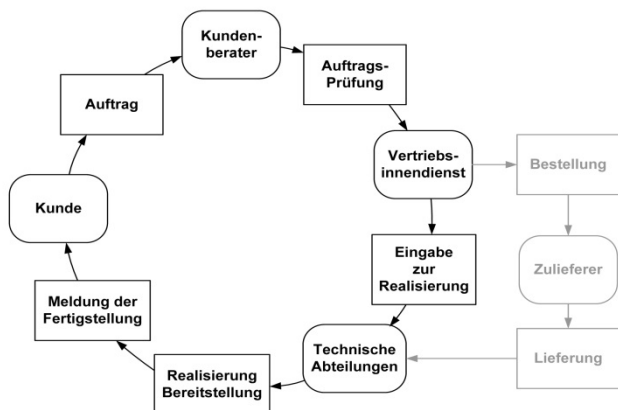 Kunden-
berater
Auftrags-
Prüfung
Auftrag
Vertriebs-
innendienst
Bestellung
Kunde
Eingabe
zur
Realisierung
Zulieferer
Meldung der
Fertigstellung
Technische
Abteilungen
Lieferung
Realisierung
Bereitstellung